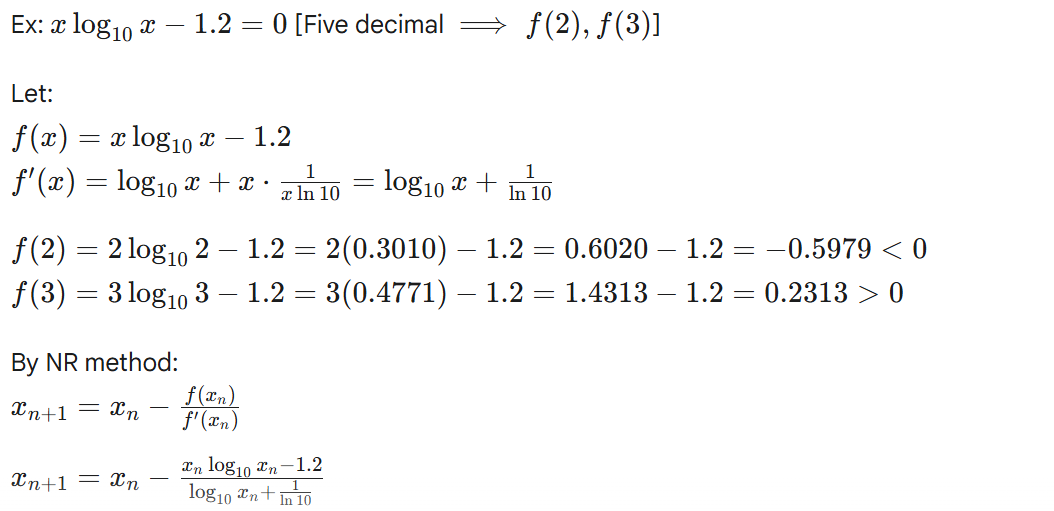 Ex: x log₁₀ x − 1.2 = 0 [Five decimal ⟹ f(2), f(3)]
Let:
f(x) = x log₁₀ x − 1.2
f′(x) = log₁₀ x + x · 1/(x ln 10) = log₁₀ x + 1/(ln 10)
f(2) = 2 log₁₀ 2 − 1.2 = 2(0.3010) − 1.2 = 0.6020 − 1.2 = −0.5979 < 0
f(3) = 3 log₁₀ 3 − 1.2 = 3(0.4771) − 1.2 = 1.4313 − 1.2 = 0.2313 > 0
By NR method:
xₙ₊₁ = xₙ − f(xₙ)/f′(xₙ)
xₙ₊₁ = xₙ − (xₙ log₁₀ xₙ − 1.2)/(log₁₀ xₙ + 1/(ln 10))